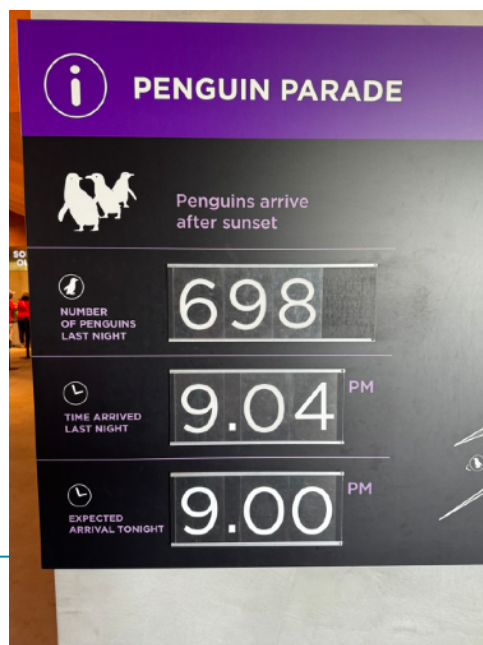 i PENGUIN PARADE
Penguins arrive
after sunset
NUMBER
OF PENGUINS
LAST NIGHT
698
TIME ARRIVED
LAST NIGHT
9.04 PM
EXPECTED
ARRIVAL TONIGHT
9.00 PM